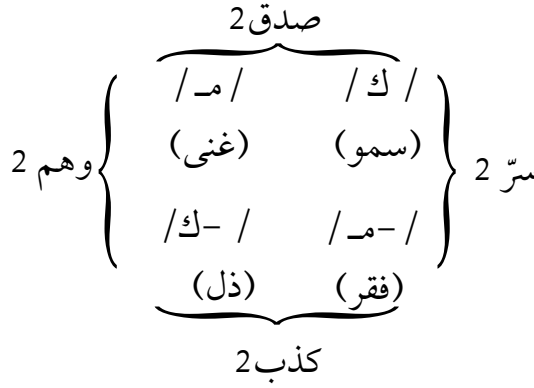 صدق2
/ ك / / مـ /
(سمو) (غنى)
سرّ 2
وهم 2
/ -مـ / / -ك /
(فقر) (ذل)
كذب2